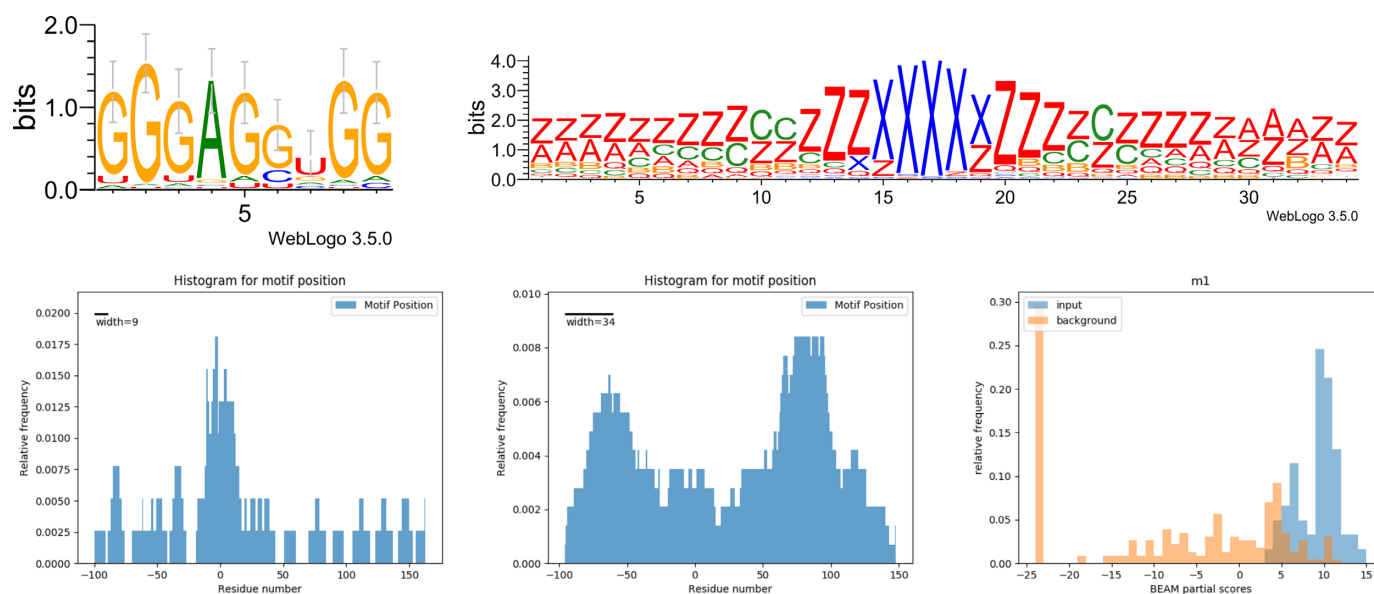 2.0
1.0
0.0
bits
5
WebLogo 3.5.0
4.0
3.0
2.0
1.0
0.0
bits
5 10 15 20 25 30
WebLogo 3.5.0
Histogram for motif position
Motif Position
width=9
0.0200
0.0175
0.0150
0.0125
0.0100
0.0075
0.0050
0.0025
0.0000
Relative frequency
−100 −50 0 50 100 150
Residue number
Histogram for motif position
Motif Position
width=34
0.010
0.008
0.006
0.004
0.002
0.000
Relative frequency
−100 −50 0 50 100 150
Residue number
m1
input
background
0.30
0.25
0.20
0.15
0.10
0.05
0.00
relative frequency
−25 −20 −15 −10 −5 0 5 10 15
BEAM partial scores